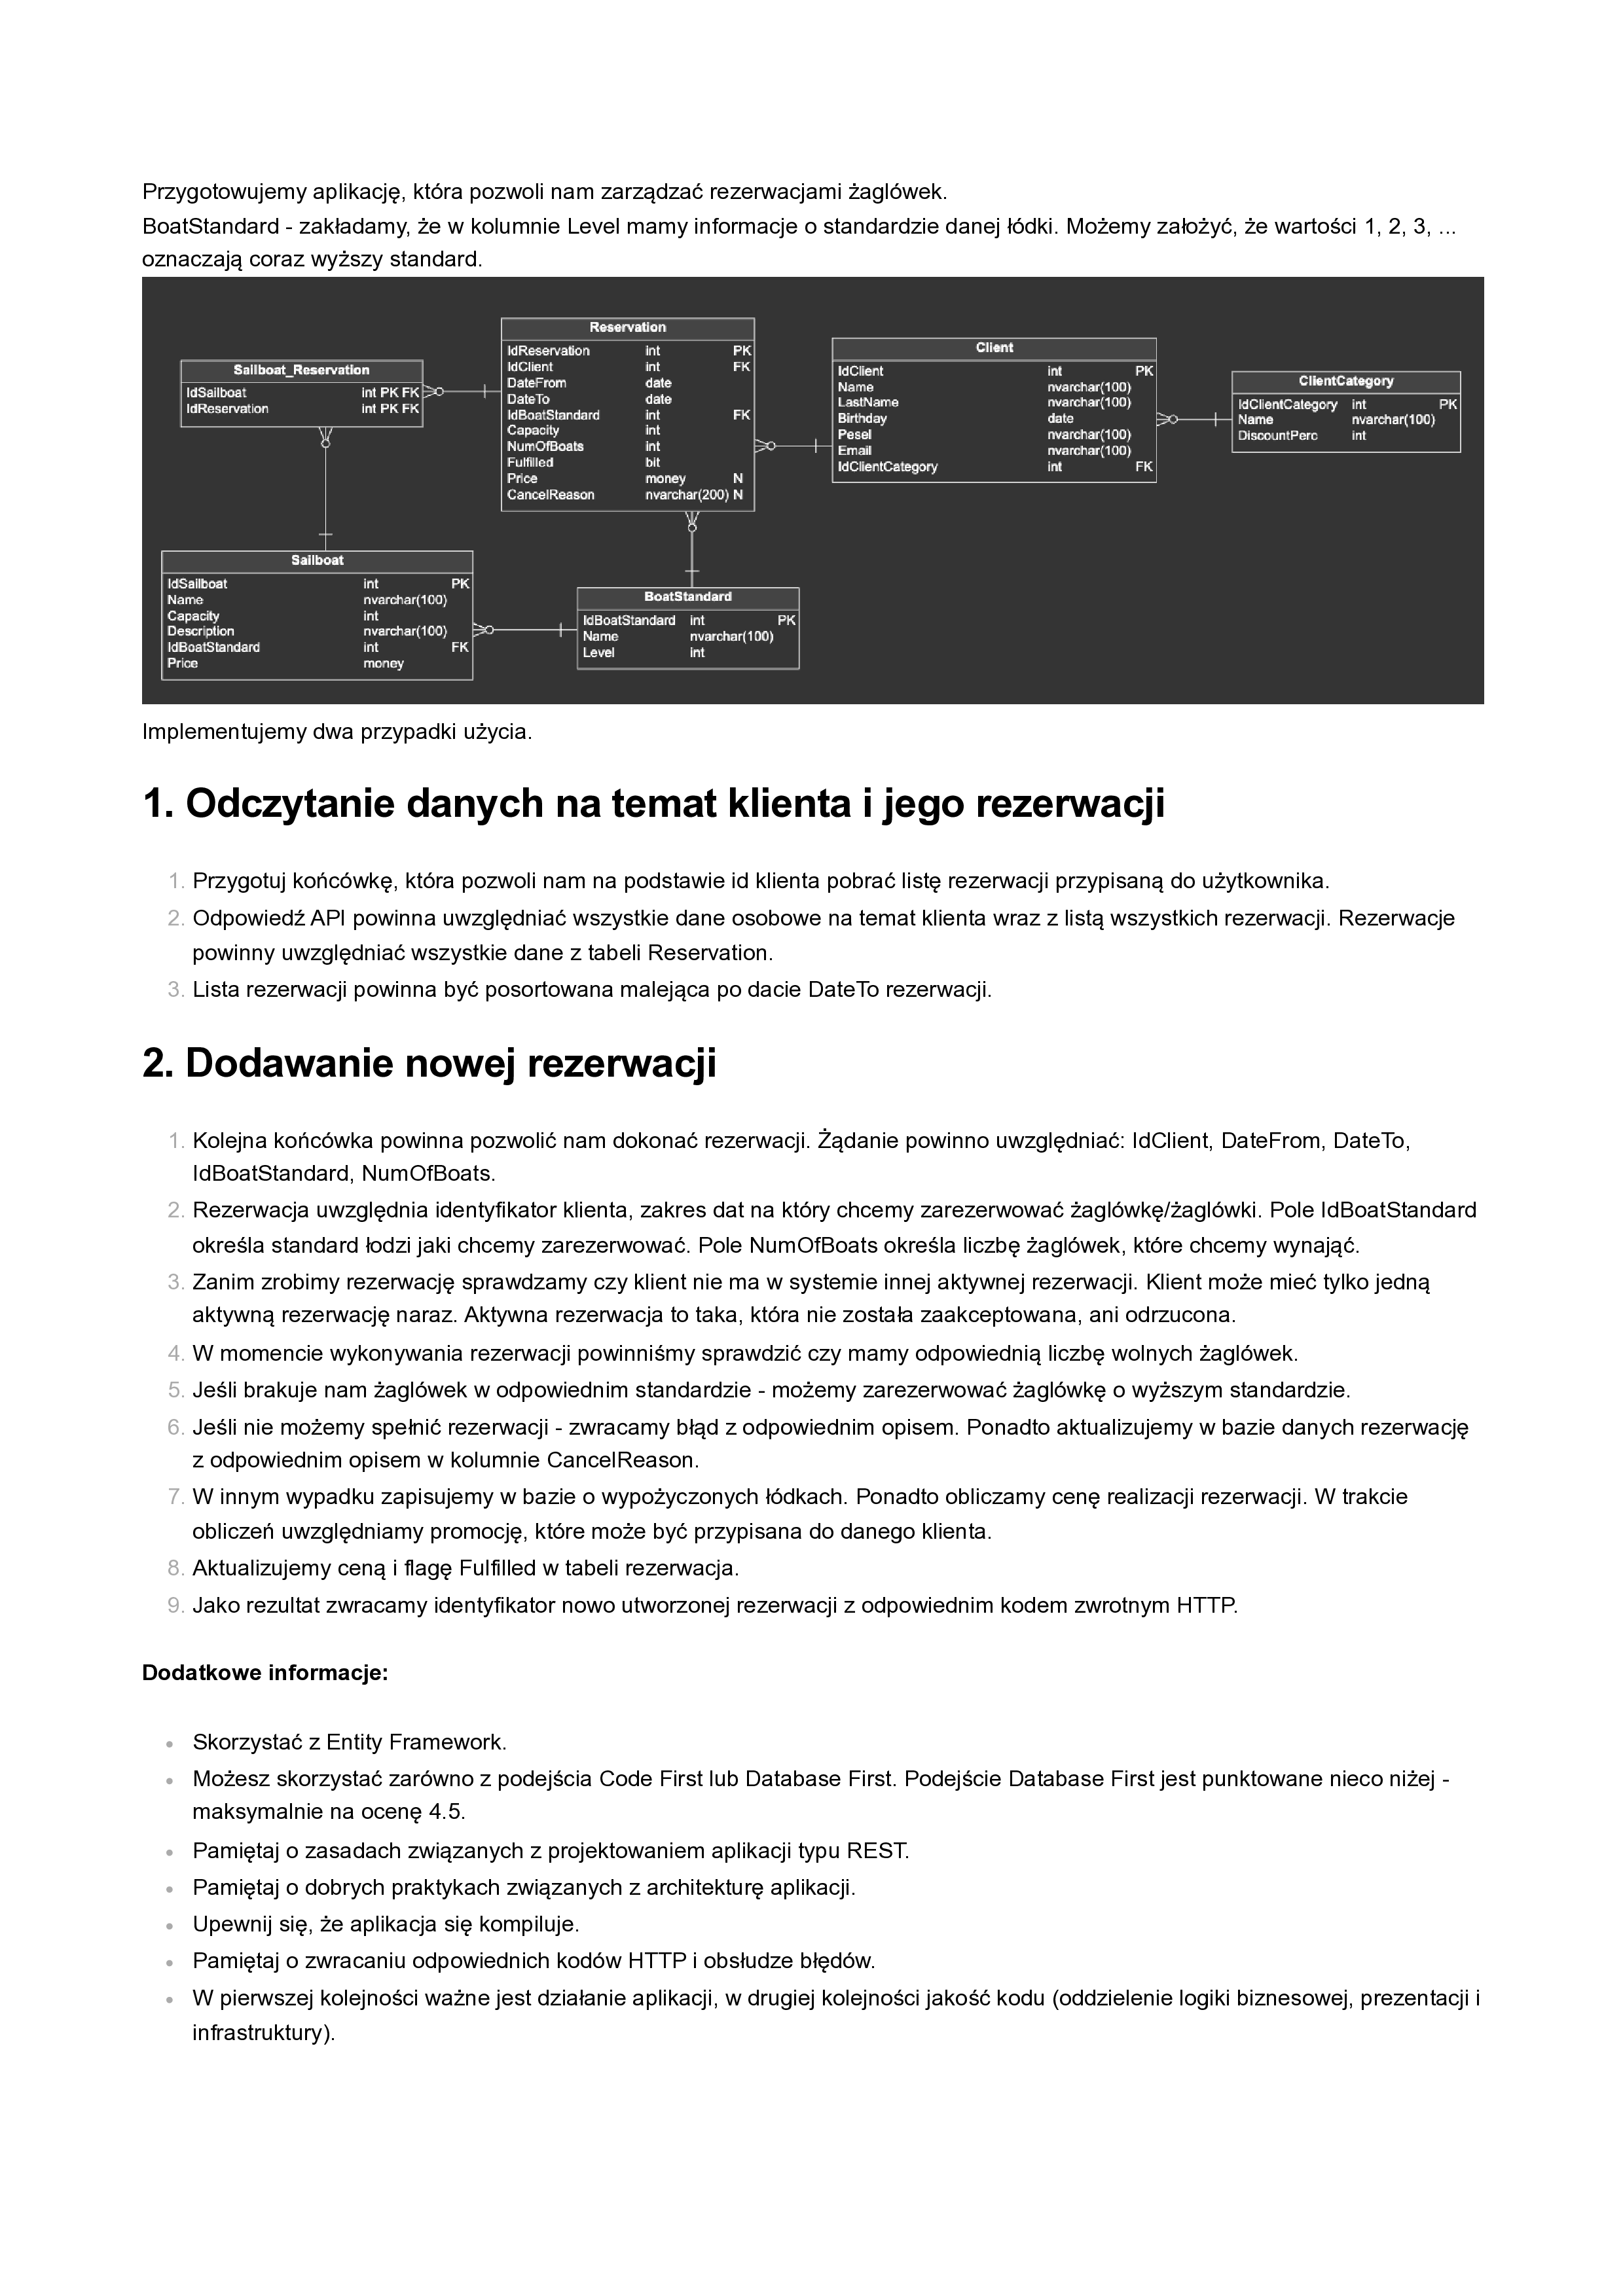 Przygotowujemy aplikację, która pozwoli nam zarządzać rezerwacjami żaglówek.
BoatStandard - zakładamy, że w kolumnie Level mamy informacje o standardzie danej łódki. Możemy założyć, że wartości 1, 2, 3, ...
oznaczają coraz wyższy standard.
Sailboat_Reservation
IdSailboat int PK FK
IdReservation int PK FK
Reservation
IdReservation int PK
IdClient int FK
DateFrom date
DateTo date
IdBoatStandard int FK
Capacity int
NumOfBoats int
Fulfilled bit
Price money N
CancelReason nvarchar(200) N
Client
IdClient int PK
Name nvarchar(100)
LastName nvarchar(100)
Birthday date
Pesel nvarchar(100)
Email nvarchar(100)
IdClientCategory int FK
ClientCategory
IdClientCategory int PK
Name nvarchar(100)
DiscountPerc int
Sailboat
IdSailboat int PK
Name nvarchar(100)
Capacity int
Description nvarchar(100)
IdBoatStandard int FK
Price money
BoatStandard
IdBoatStandard int PK
Name nvarchar(100)
Level int
Implementujemy dwa przypadki użycia.
1. Odczytanie danych na temat klienta i jego rezerwacji
1. Przygotuj końcówkę, która pozwoli nam na podstawie id klienta pobrać listę rezerwacji przypisaną do użytkownika.
2. Odpowiedź API powinna uwzględniać wszystkie dane osobowe na temat klienta wraz z listą wszystkich rezerwacji. Rezerwacje
powinny uwzględniać wszystkie dane z tabeli Reservation.
3. Lista rezerwacji powinna być posortowana malejąca po dacie DateTo rezerwacji.
2. Dodawanie nowej rezerwacji
1. Kolejna końcówka powinna pozwolić nam dokonać rezerwacji. Żądanie powinno uwzględniać: IdClient, DateFrom, DateTo,
IdBoatStandard, NumOfBoats.
2. Rezerwacja uwzględnia identyfikator klienta, zakres dat na który chcemy zarezerwować żaglówkę/żaglówki. Pole IdBoatStandard
określa standard łodzi jaki chcemy zarezerwować. Pole NumOfBoats określa liczbę żaglówek, które chcemy wynająć.
3. Zanim zrobimy rezerwację sprawdzamy czy klient nie ma w systemie innej aktywnej rezerwacji. Klient może mieć tylko jedną
aktywną rezerwację naraz. Aktywna rezerwacja to taka, która nie została zaakceptowana, ani odrzucona.
4. W momencie wykonywania rezerwacji powinniśmy sprawdzić czy mamy odpowiednią liczbę wolnych żaglówek.
5. Jeśli brakuje nam żaglówek w odpowiednim standardzie - możemy zarezerwować żaglówkę o wyższym standardzie.
6. Jeśli nie możemy spełnić rezerwacji - zwracamy błąd z odpowiednim opisem. Ponadto aktualizujemy w bazie danych rezerwację
z odpowiednim opisem w kolumnie CancelReason.
7. W innym wypadku zapisujemy w bazie o wypożyczonych łódkach. Ponadto obliczamy cenę realizacji rezerwacji. W trakcie
obliczeń uwzględniamy promocję, które może być przypisana do danego klienta.
8. Aktualizujemy ceną i flagę Fulfilled w tabeli rezerwacja.
9. Jako rezultat zwracamy identyfikator nowo utworzonej rezerwacji z odpowiednim kodem zwrotnym HTTP.
Dodatkowe informacje:
• Skorzystać z Entity Framework.
• Możesz skorzystać zarówno z podejścia Code First lub Database First. Podejście Database First jest punktowane nieco niżej -
maksymalnie na ocenę 4.5.
• Pamiętaj o zasadach związanych z projektowaniem aplikacji typu REST.
• Pamiętaj o dobrych praktykach związanych z architekturę aplikacji.
• Upewnij się, że aplikacja się kompiluje.
• Pamiętaj o zwracaniu odpowiednich kodów HTTP i obsłudze błędów.
• W pierwszej kolejności ważne jest działanie aplikacji, w drugiej kolejności jakość kodu (oddzielenie logiki biznesowej, prezentacji i
infrastruktury).